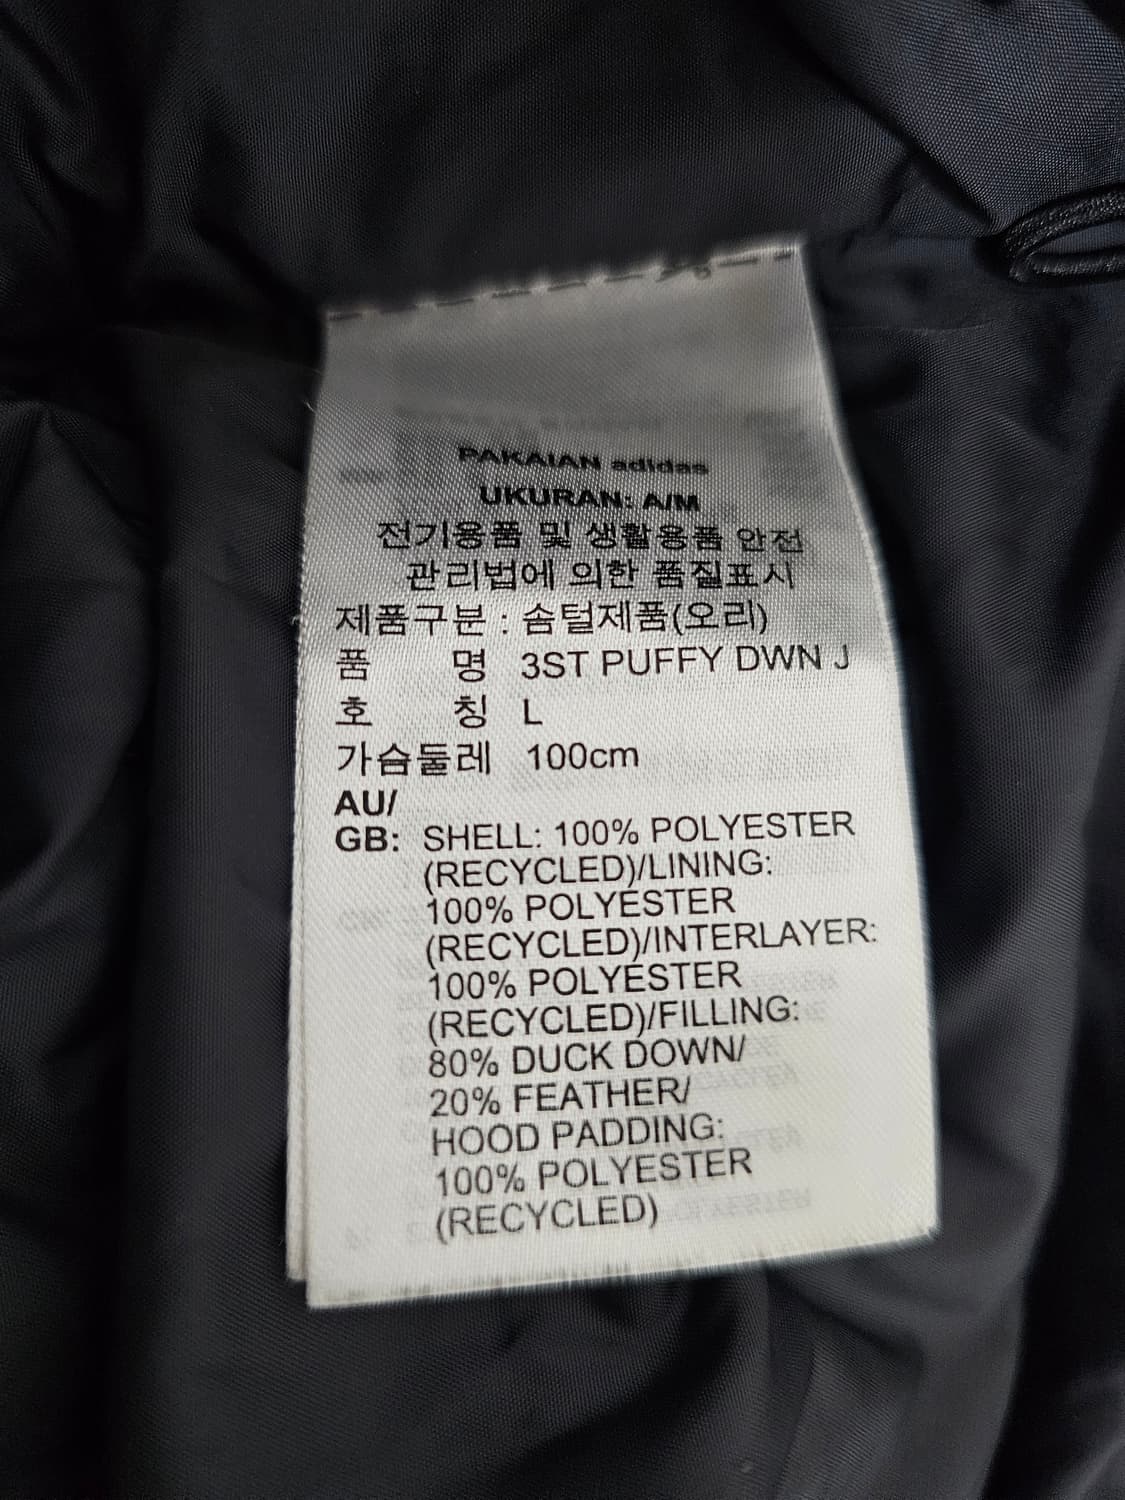 PAKAIAN adidas
UKURAN: A/M
전기용품 및 생활용품 안전
관리법에 의한 품질표시
제품구분 : 솜털제품(오리)
품 명 3ST PUFFY DWN J
호 칭 L
가슴둘레 100cm
AU/
GB: SHELL: 100% POLYESTER
(RECYCLED)/LINING:
100% POLYESTER
(RECYCLED)/INTERLAYER:
100% POLYESTER
(RECYCLED)/FILLING:
80% DUCK DOWN/
20% FEATHER/
HOOD PADDING:
100% POLYESTER
(RECYCLED)